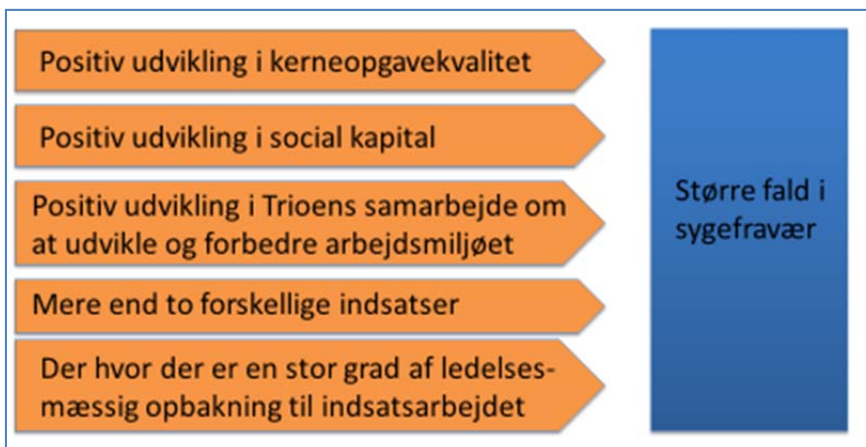 Positiv udvikling i kerneopgavekvalitet
Positiv udvikling i social kapital
Positiv udvikling i Trioens samarbejde om
at udvikle og forbedre arbejdsmiljøet
Mere end to forskellige indsatser
Der hvor der er en stor grad af ledelses-
mæssig opbakning til indsatsarbejdet
Større fald i
sygefravær